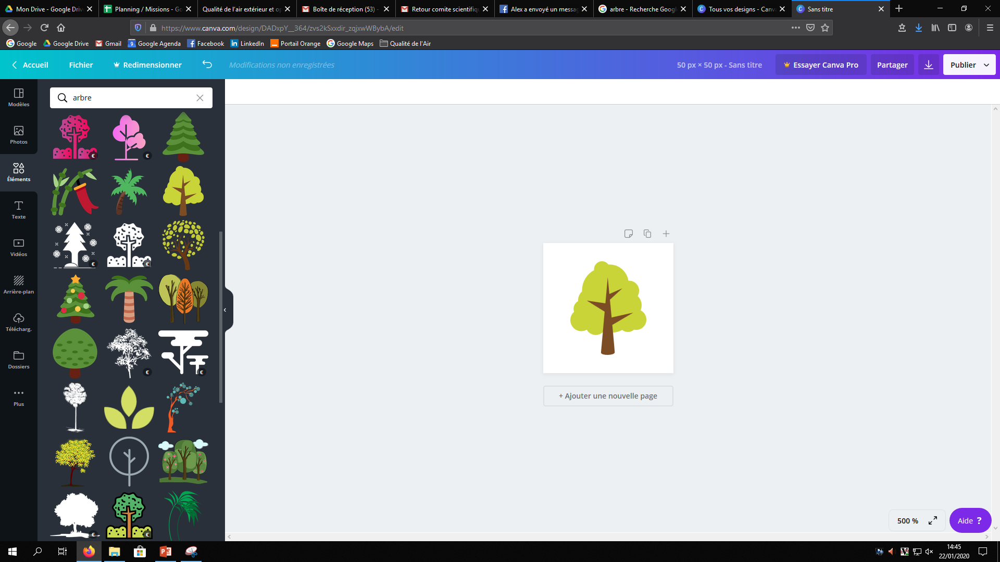 Mon Drive - Google Driv
Planning / Missions - Go
Qualité de l'air extérieur et op
Boîte de réception (53) -
Retour comite scientifiq
Alex a envoyé un messag
arbre - Recherche Googl
Tous vos designs - Canv
Sans titre
https://www.canva.com/design/DADxpY__364/zvs2kSxxdir_zqjxwWBybA/edit
Google
Google Drive
Gmail
Google Agenda
Facebook
LinkedIn
Portail Orange
Google Maps
Qualité de l'Air
Accueil
Fichier
Redimensionner
Modifications non enregistrées
50 px × 50 px - Sans titre
Essayer Canva Pro
Partager
Publier
arbre
Modèles
Photos
Éléments
Texte
Vidéos
Arrière-plan
Télécharg.
Dossiers
Plus
+ Ajouter une nouvelle page
500 %
Aide ?
14:45
22/01/2020